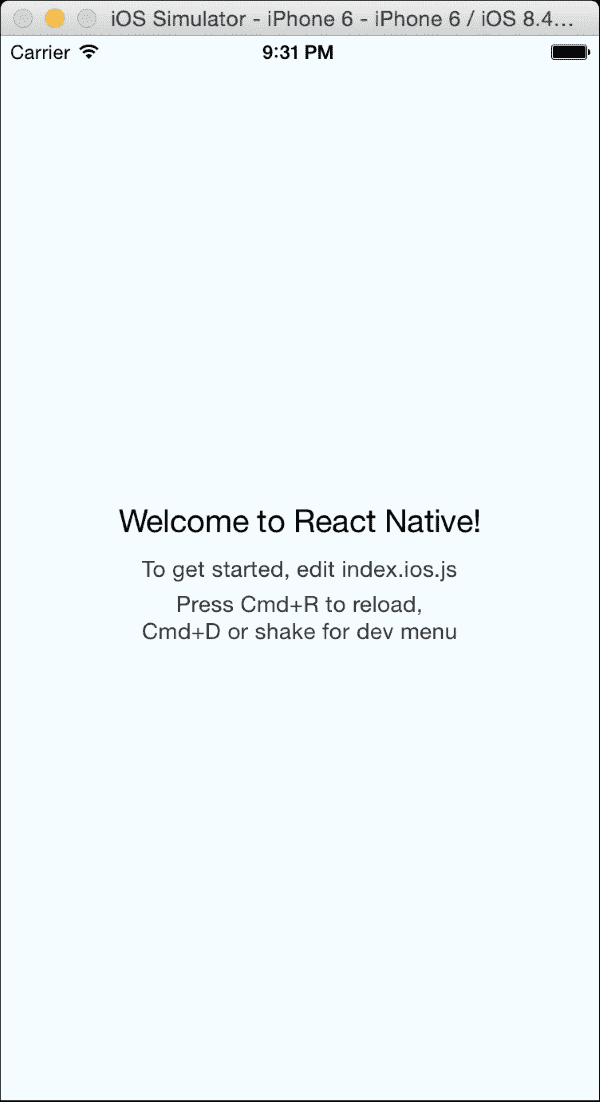 iOS Simulator - iPhone 6 - iPhone 6 / iOS 8.4...
Carrier 9:31 PM
Welcome to React Native!
To get started, edit index.ios.js
Press Cmd+R to reload,
Cmd+D or shake for dev menu